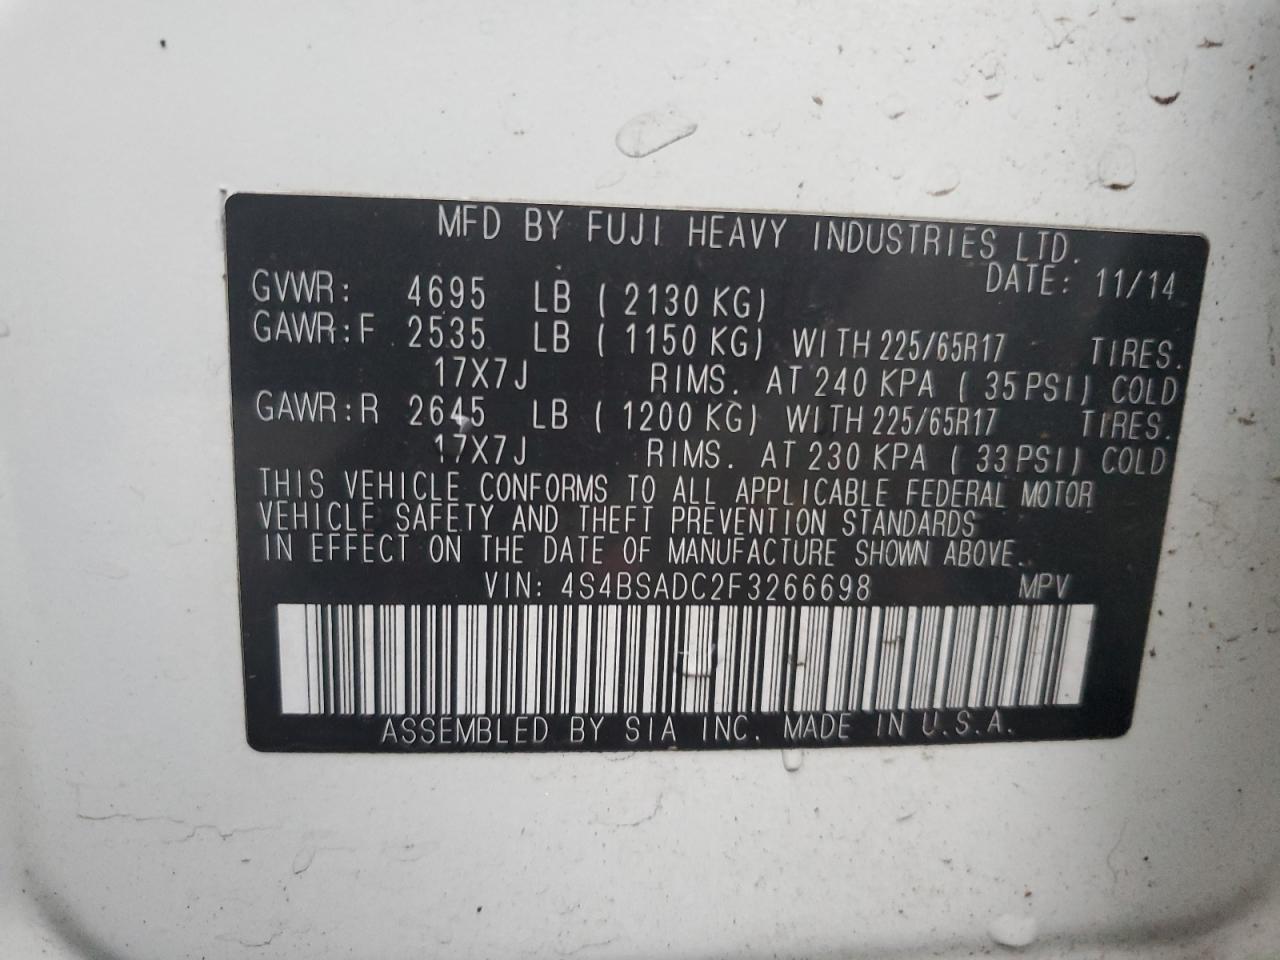 MFD BY FUJI HEAVY INDUSTRIES LTD.
DATE: 11/14
GVWR: 4695 LB ( 2130 KG)
GAWR:F 2535 LB ( 1150 KG) WITH 225/65R17 TIRES.
17X7J RIMS. AT 240 KPA ( 35PSI) COLD
GAWR:R 2645 LB ( 1200 KG) WITH 225/65R17 TIRES.
17X7J RIMS. AT 230 KPA ( 33PSI) COLD
THIS VEHICLE CONFORMS TO ALL APPLICABLE FEDERAL MOTOR
VEHICLE SAFETY AND THEFT PREVENTION STANDARDS
IN EFFECT ON THE DATE OF MANUFACTURE SHOWN ABOVE.
VIN: 4S4BSADC2F3266698 MPV
ASSEMBLED BY SIA INC. MADE IN U.S.A.